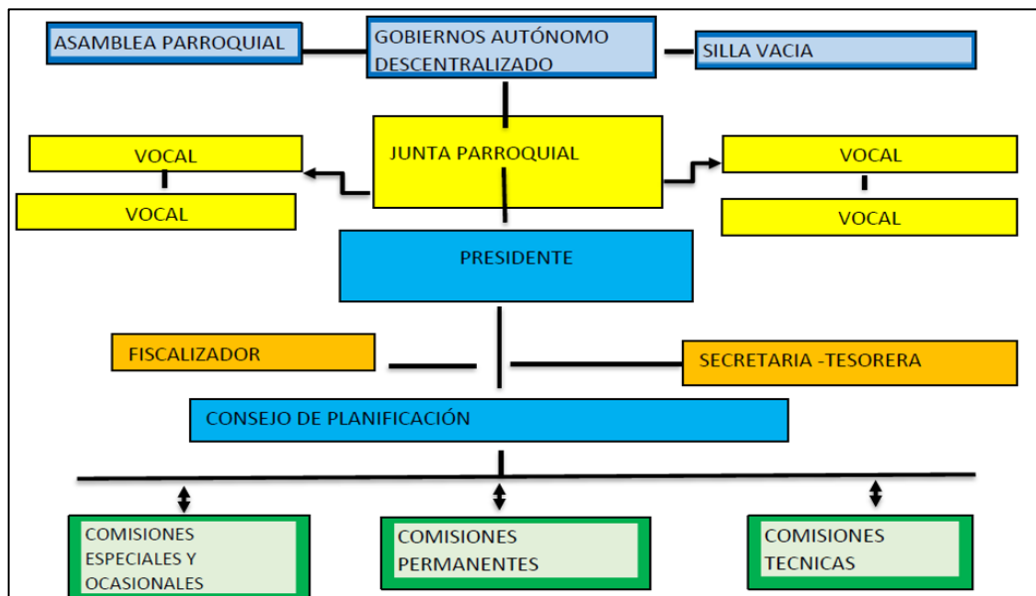 ASAMBLEA PARROQUIAL
GOBIERNOS AUTÓNOMO
DESCENTRALIZADO
SILLA VACIA
VOCAL
JUNTA PARROQUIAL
VOCAL
VOCAL
VOCAL
PRESIDENTE
FISCALIZADOR
SECRETARIA -TESORERA
CONSEJO DE PLANIFICACIÓN
COMISIONES
ESPECIALES Y
OCASIONALES
COMISIONES
PERMANENTES
COMISIONES
TECNICAS